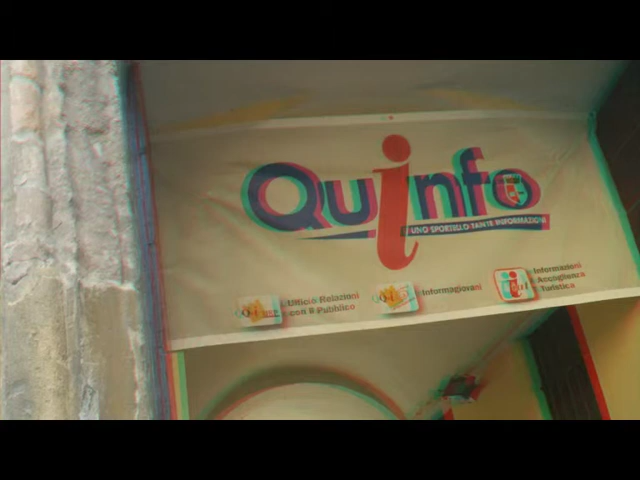 Quinfo
UNO SPORTELLO TANTE INFORMAZIONI
Ufficio Relazioni
con il Pubblico
Informagiovani
Informazioni
Accoglienza
Turistica